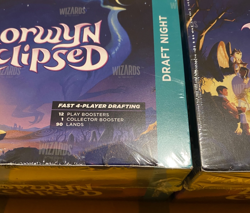 WIZARDS
ORWYN
CLIPSED
WIZARDS
DRAFT NIGHT
FAST 4-PLAYER DRAFTING
12 PLAY BOOSTERS
1 COLLECTOR BOOSTER
90 LANDS